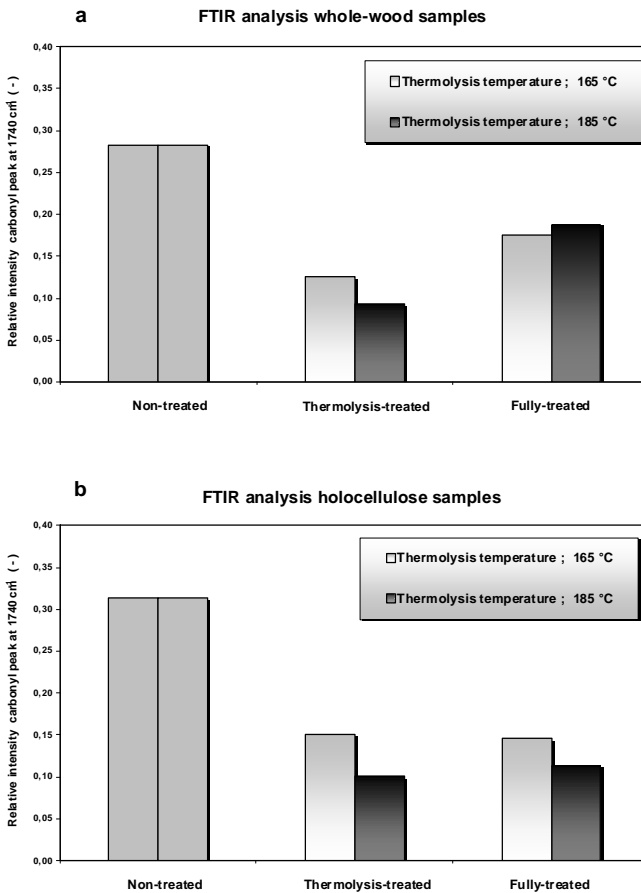 a
FTIR analysis whole-wood samples
0,40
0,35
0,30
0,25
0,20
0,15
0,10
0,05
0,00
Relative intensity carbonyl peak at 1740 cm¹ ( - )
Thermolysis temperature ; 165 °C
Thermolysis temperature ; 185 °C
Non-treated Thermolysis-treated Fully-treated
b
FTIR analysis holocellulose samples
0,40
0,35
0,30
0,25
0,20
0,15
0,10
0,05
0,00
Relative intensity carbonyl peak at 1740 cm¹ ( - )
Thermolysis temperature ; 165 °C
Thermolysis temperature ; 185 °C
Non-treated Thermolysis-treated Fully-treated